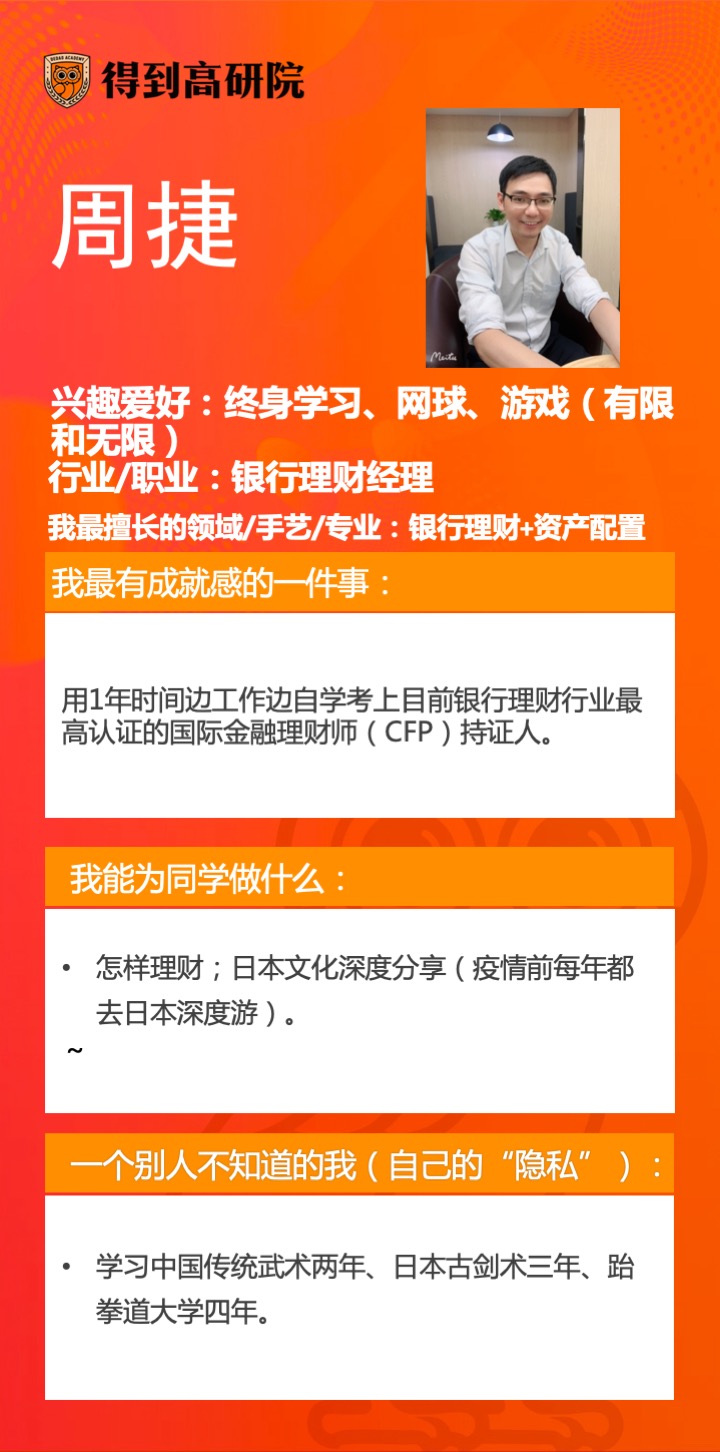 DEDAO ACADEMY
得到高研院
周捷
Meitu
兴趣爱好：终身学习、网球、游戏（有限
和无限）
行业/职业：银行理财经理
我最擅长的领域/手艺/专业：银行理财+资产配置
我最有成就感的一件事：
用1年时间边工作边自学考上目前银行理财行业最
高认证的国际金融理财师（CFP）持证人。
我能为同学做什么：
• 怎样理财；日本文化深度分享（疫情前每年都
去日本深度游）。
~
一个别人不知道的我（自己的“隐私”）：
• 学习中国传统武术两年、日本古剑术三年、跆
拳道大学四年。